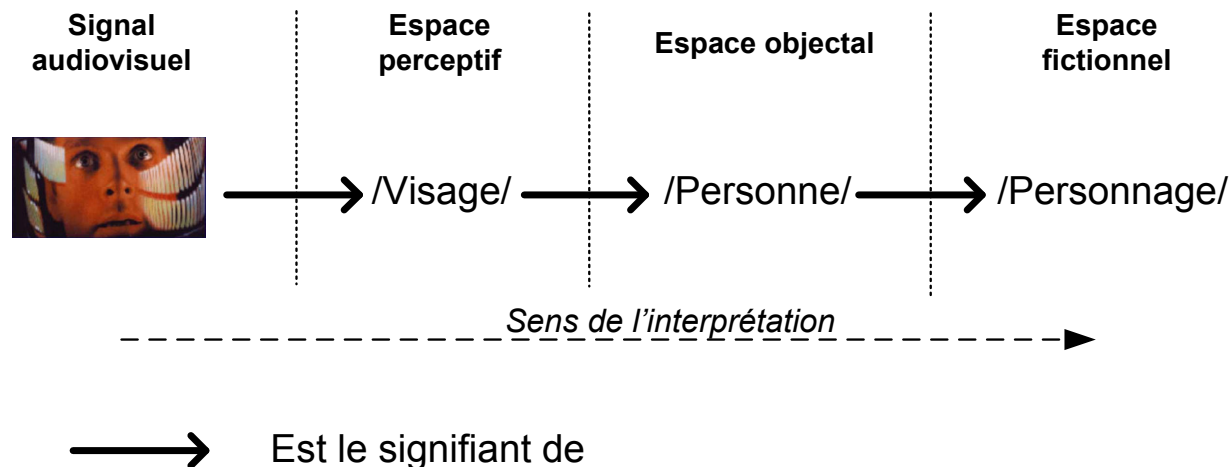 Signal
audiovisuel
Espace
perceptif
Espace objectal
Espace
fictionnel
/Visage/
/Personne/
/Personnage/
Sens de l'interprétation
Est le signifiant de